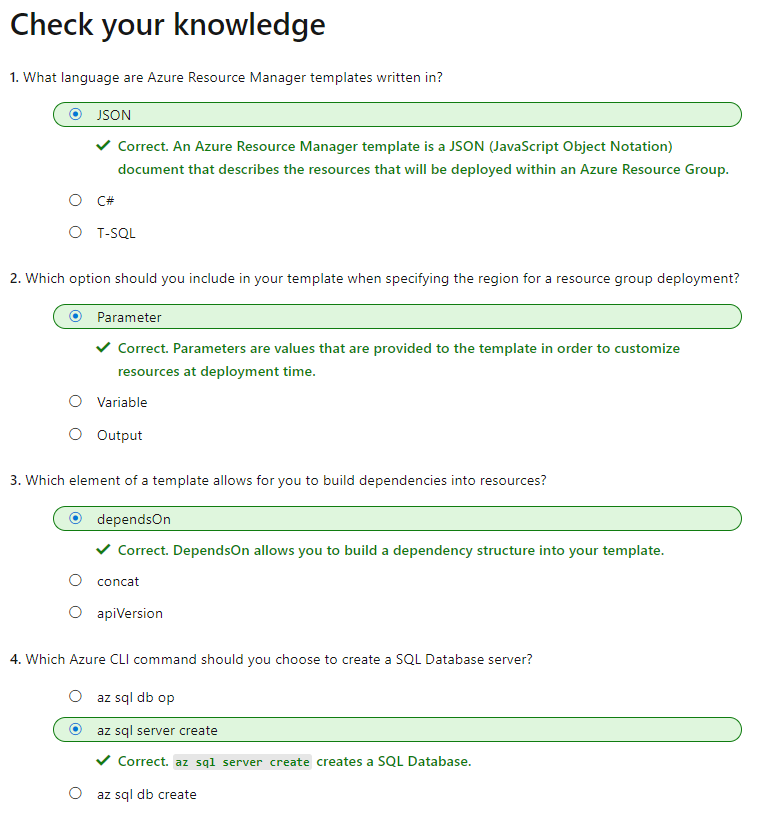 Check your knowledge
1. What language are Azure Resource Manager templates written in?
JSON
Correct. An Azure Resource Manager template is a JSON (JavaScript Object Notation)
document that describes the resources that will be deployed within an Azure Resource Group.
C#
T-SQL
2. Which option should you include in your template when specifying the region for a resource group deployment?
Parameter
Correct. Parameters are values that are provided to the template in order to customize
resources at deployment time.
Variable
Output
3. Which element of a template allows for you to build dependencies into resources?
dependsOn
Correct. DependsOn allows you to build a dependency structure into your template.
concat
apiVersion
4. Which Azure CLI command should you choose to create a SQL Database server?
az sql db op
az sql server create
Correct. az sql server create creates a SQL Database.
az sql db create